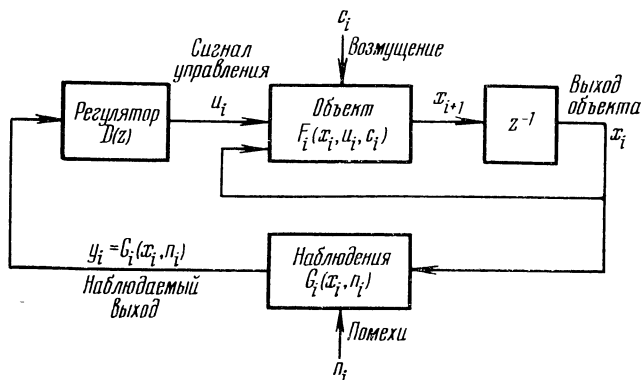 c_i
Возмущение
Сигнал
управления
u_i
Регулятор
D(z)
Объект
F_i(x_i, u_i, c_i)
x_{i+1}
z^{-1}
Выход
объекта
x_i
y_i = G_i(x_i, n_i)
Наблюдаемый
выход
Наблюдения
G_i(x_i, n_i)
Помехи
n_i